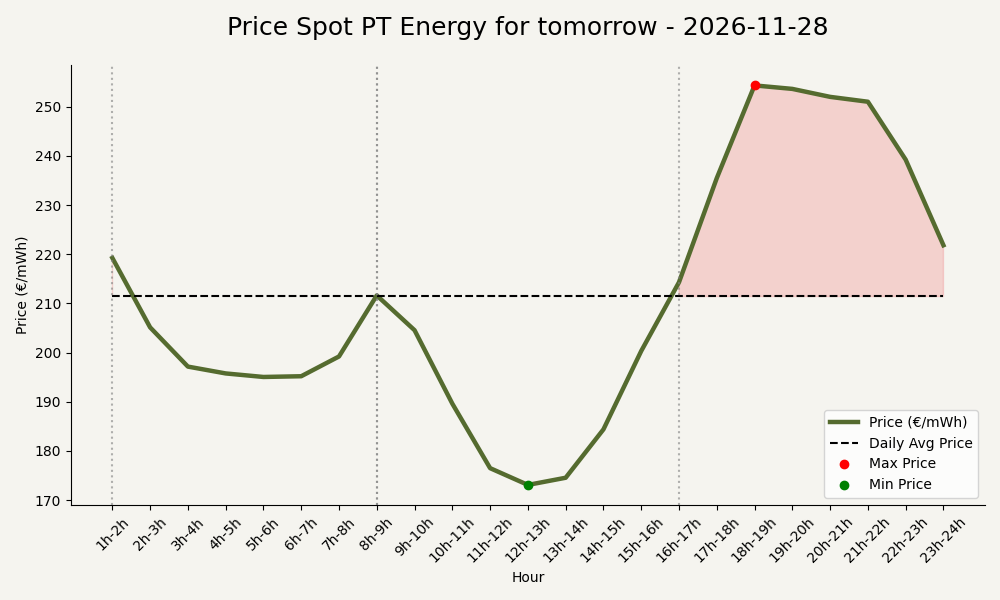 Price Spot PT Energy for tomorrow - 2026-11-28
Price (€/mWh)
250
240
230
220
210
200
190
180
170
Price (€/mWh)
Daily Avg Price
Max Price
Min Price
1h-2h
2h-3h
3h-4h
4h-5h
5h-6h
6h-7h
7h-8h
8h-9h
9h-10h
10h-11h
11h-12h
12h-13h
13h-14h
14h-15h
15h-16h
16h-17h
17h-18h
18h-19h
19h-20h
20h-21h
21h-22h
22h-23h
23h-24h
Hour